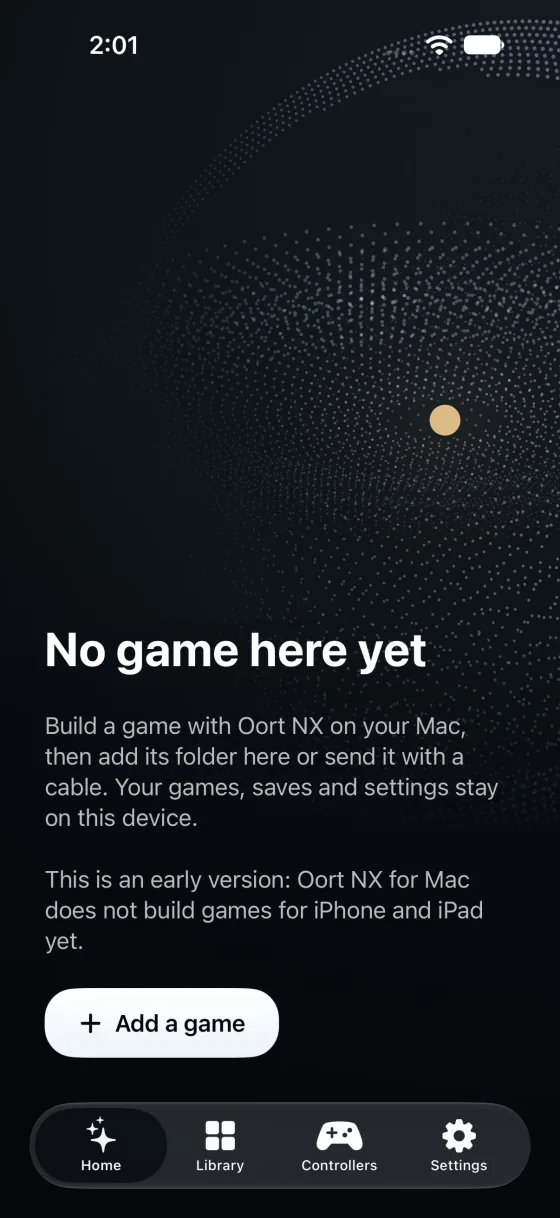 2:01
No game here yet
Build a game with Oort NX on your Mac,
then add its folder here or send it with a
cable. Your games, saves and settings stay
on this device.
This is an early version: Oort NX for Mac
does not build games for iPhone and iPad
yet.
Add a game
Home
Library
Controllers
Settings